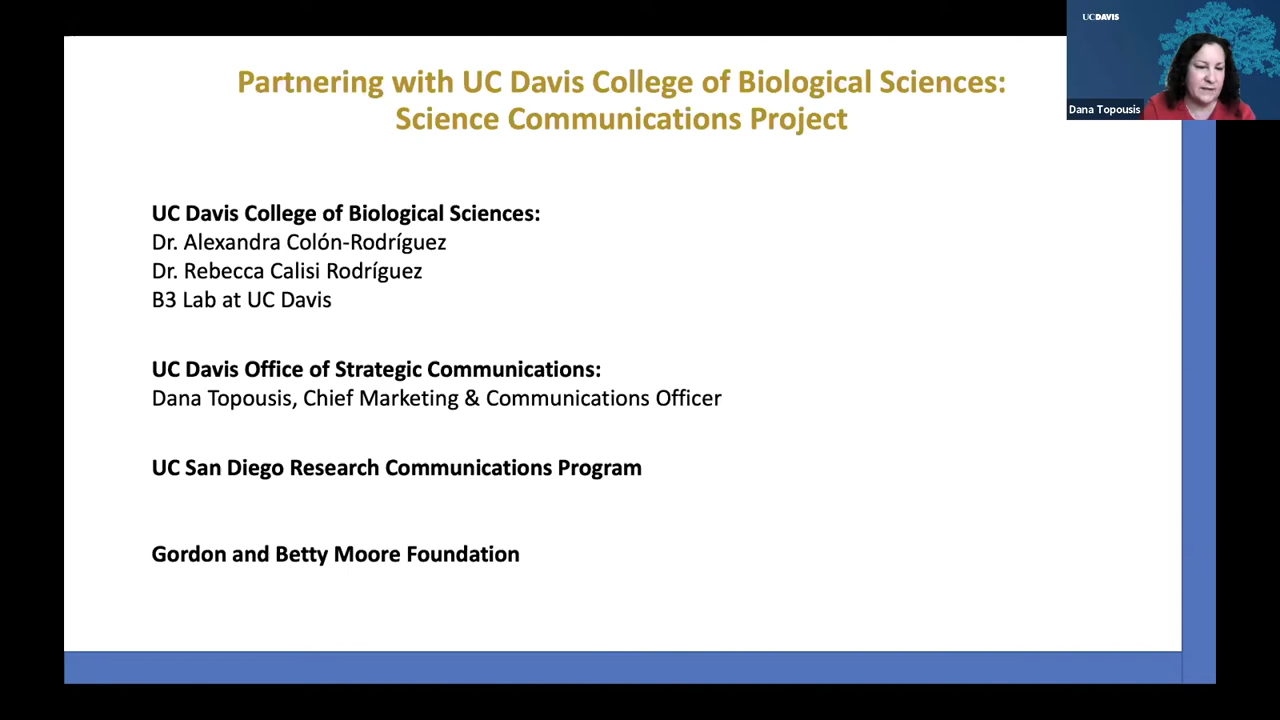 UCDAVIS
Dana Topousis
Partnering with UC Davis College of Biological Sciences:
Science Communications Project
UC Davis College of Biological Sciences:
Dr. Alexandra Colón-Rodríguez
Dr. Rebecca Calisi Rodríguez
B3 Lab at UC Davis
UC Davis Office of Strategic Communications:
Dana Topousis, Chief Marketing & Communications Officer
UC San Diego Research Communications Program
Gordon and Betty Moore Foundation